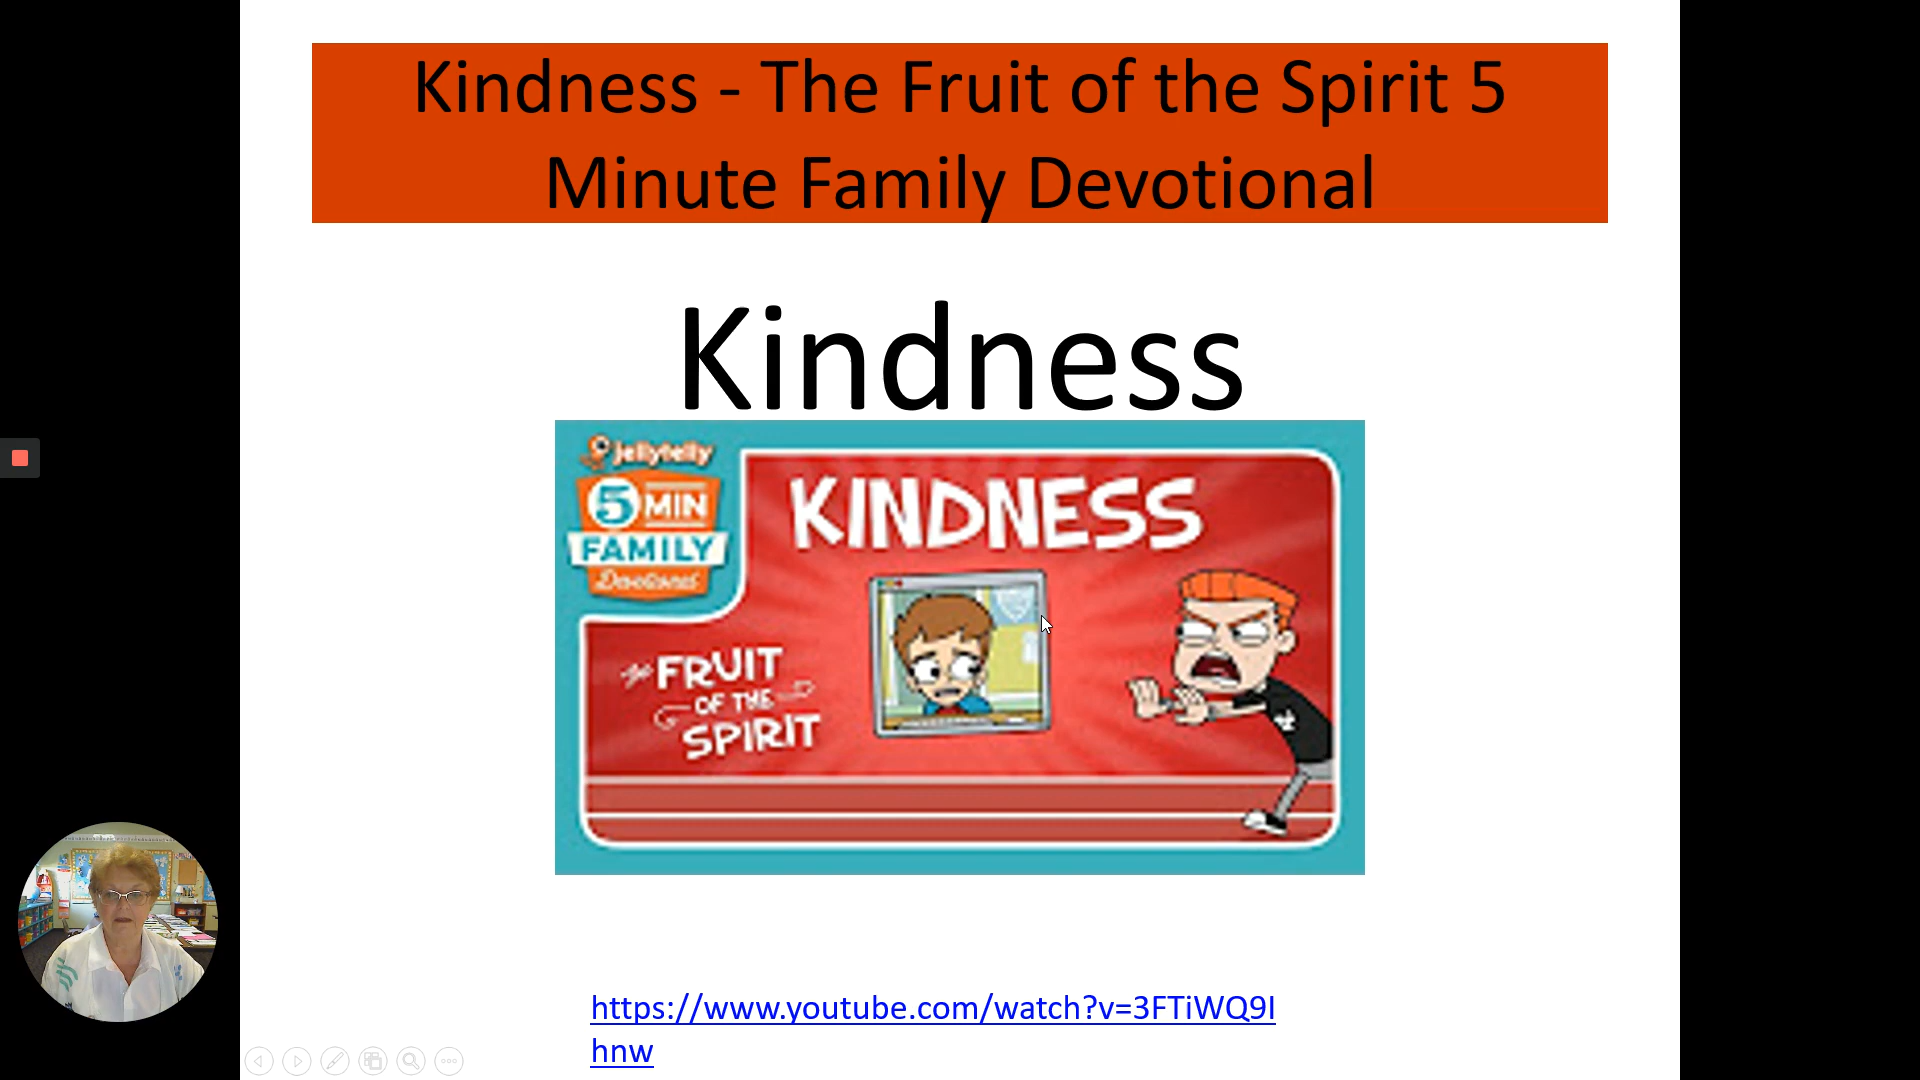 Kindness - The Fruit of the Spirit 5
Minute Family Devotional
Kindness
jellytelly
5 MIN
FAMILY
Devotional
KINDNESS
the FRUIT
OF THE
SPIRIT
https://www.youtube.com/watch?v=3FTiWQ9I
hnw